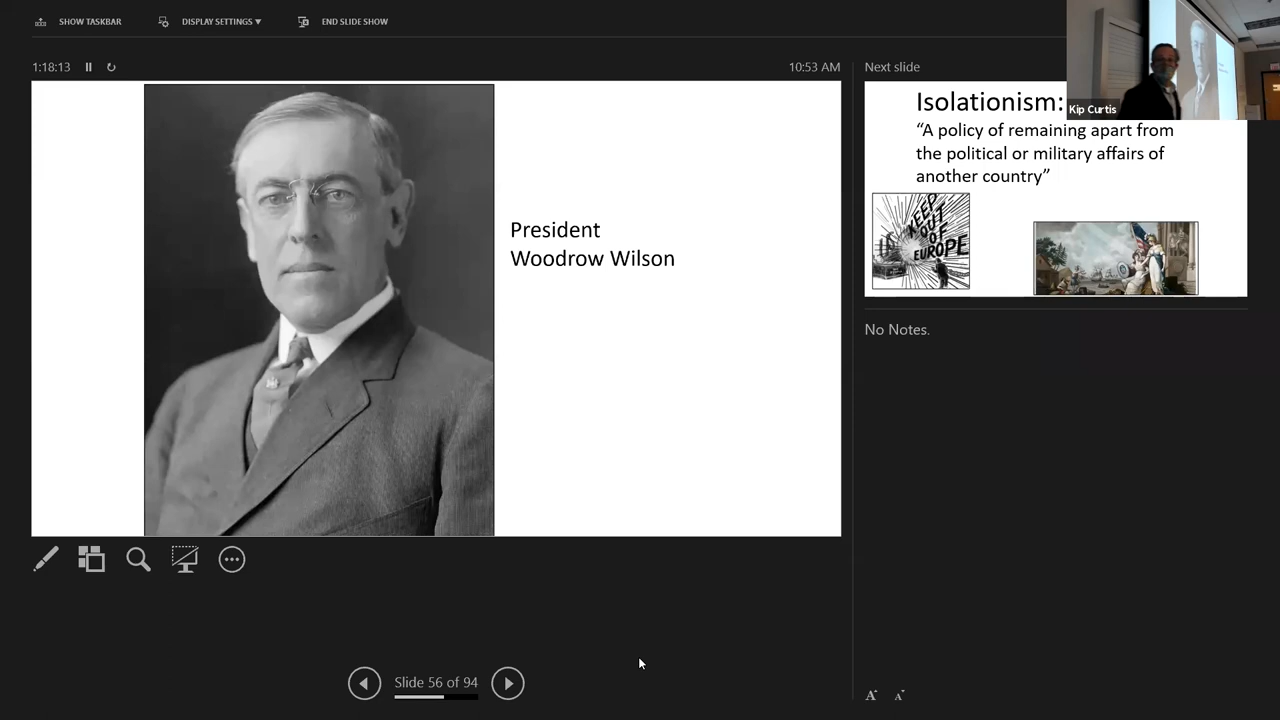 SHOW TASKBAR
DISPLAY SETTINGS ▼
END SLIDE SHOW
1:18:13
10:53 AM
Next slide
President
Woodrow Wilson
Isolationism:
Kip Curtis
“A policy of remaining apart from
the political or military affairs of
another country”
KEEP
OUT
OF
EUROPE
No Notes.
Slide 56 of 94
A A